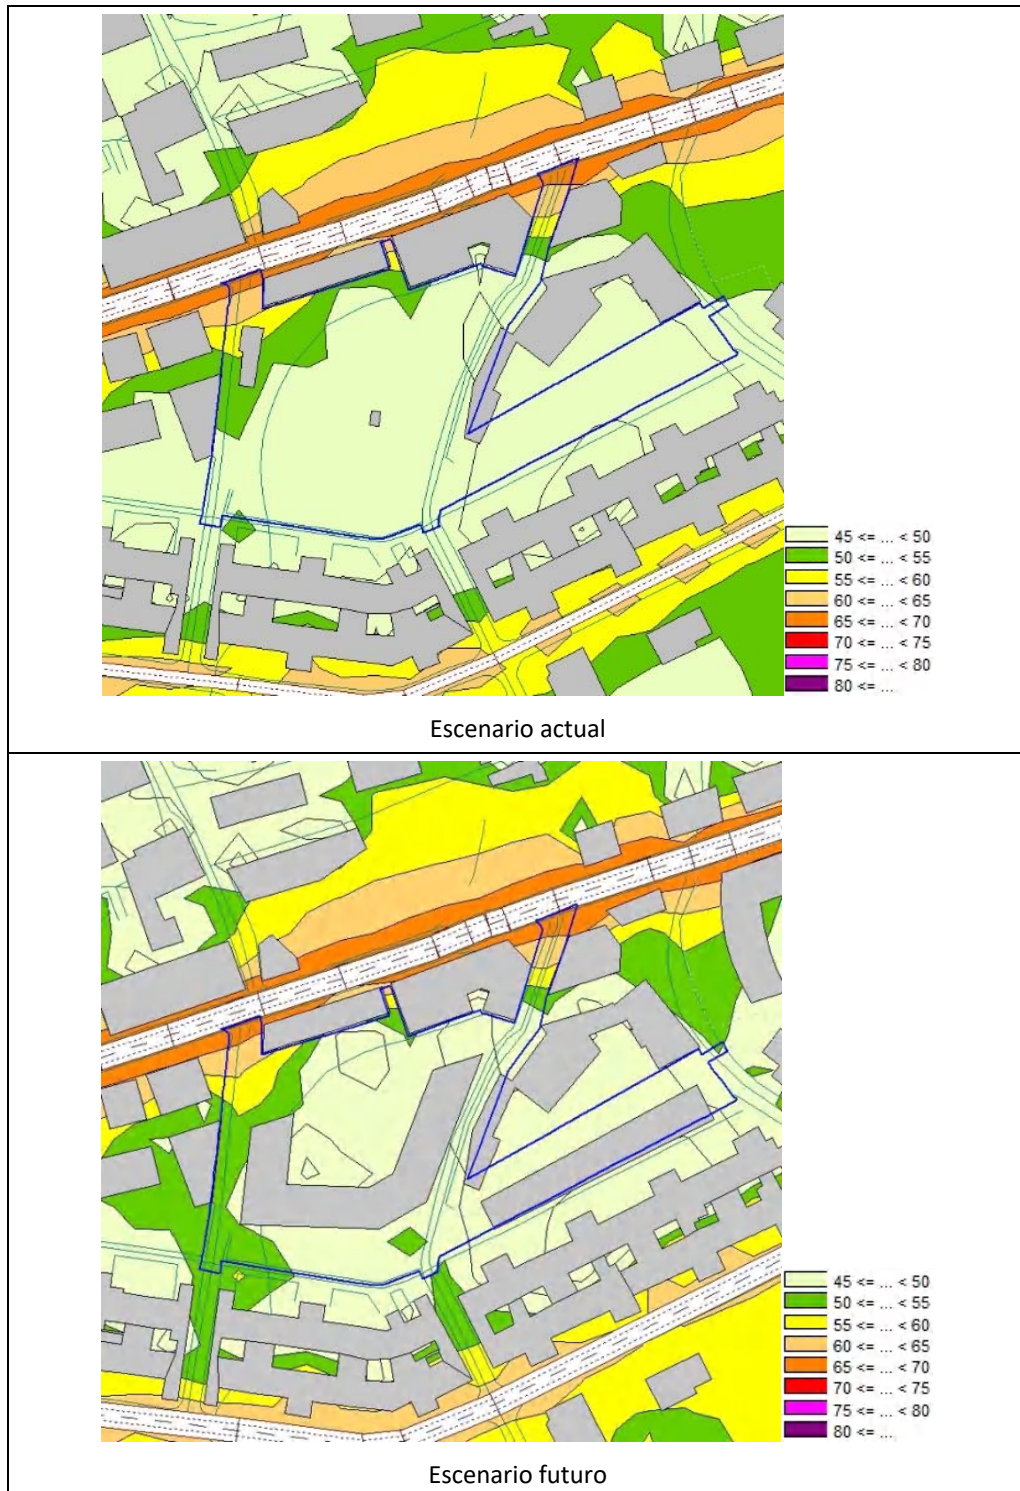 45 <= ... < 50
50 <= ... < 55
55 <= ... < 60
60 <= ... < 65
65 <= ... < 70
70 <= ... < 75
75 <= ... < 80
80 <= ...
Escenario actual
45 <= ... < 50
50 <= ... < 55
55 <= ... < 60
60 <= ... < 65
65 <= ... < 70
70 <= ... < 75
75 <= ... < 80
80 <= ...
Escenario futuro